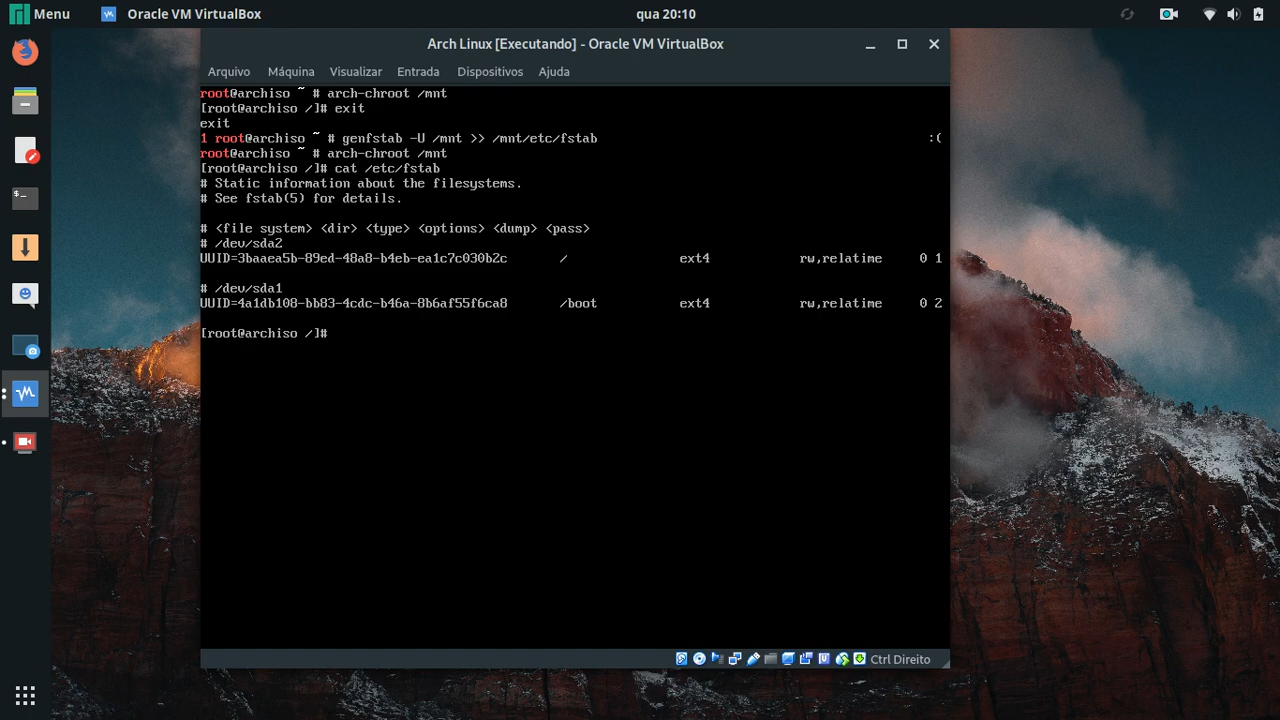 Menu
Oracle VM VirtualBox
qua 20:10
Arch Linux [Executando] - Oracle VM VirtualBox
Arquivo Máquina Visualizar Entrada Dispositivos Ajuda
root@archiso ~ # arch-chroot /mnt
[root@archiso /]# exit
exit
1 root@archiso ~ # genfstab -U /mnt >> /mnt/etc/fstab :(
root@archiso ~ # arch-chroot /mnt
[root@archiso /]# cat /etc/fstab
# Static information about the filesystems.
# See fstab(5) for details.
# <file system> <dir> <type> <options> <dump> <pass>
# /dev/sda2
UUID=3baaea5b-89ed-48a8-b4eb-ea1c7c030b2c / ext4 rw,relatime 0 1
# /dev/sda1
UUID=4a1db108-bb83-4cdc-b46a-8b6af55f6ca8 /boot ext4 rw,relatime 0 2
[root@archiso /]#
Ctrl Direito